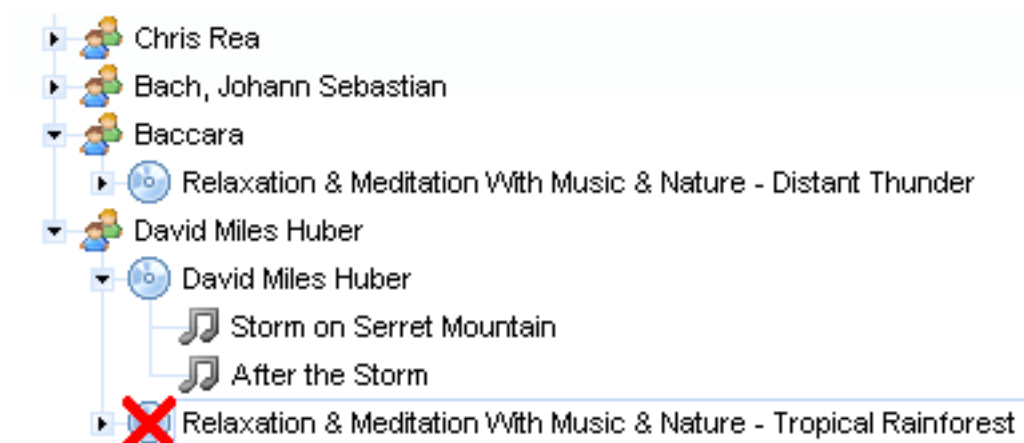 Chris Rea
Bach, Johann Sebastian
Baccara
Relaxation & Meditation With Music & Nature - Distant Thunder
David Miles Huber
David Miles Huber
Storm on Serret Mountain
After the Storm
Relaxation & Meditation With Music & Nature - Tropical Rainforest